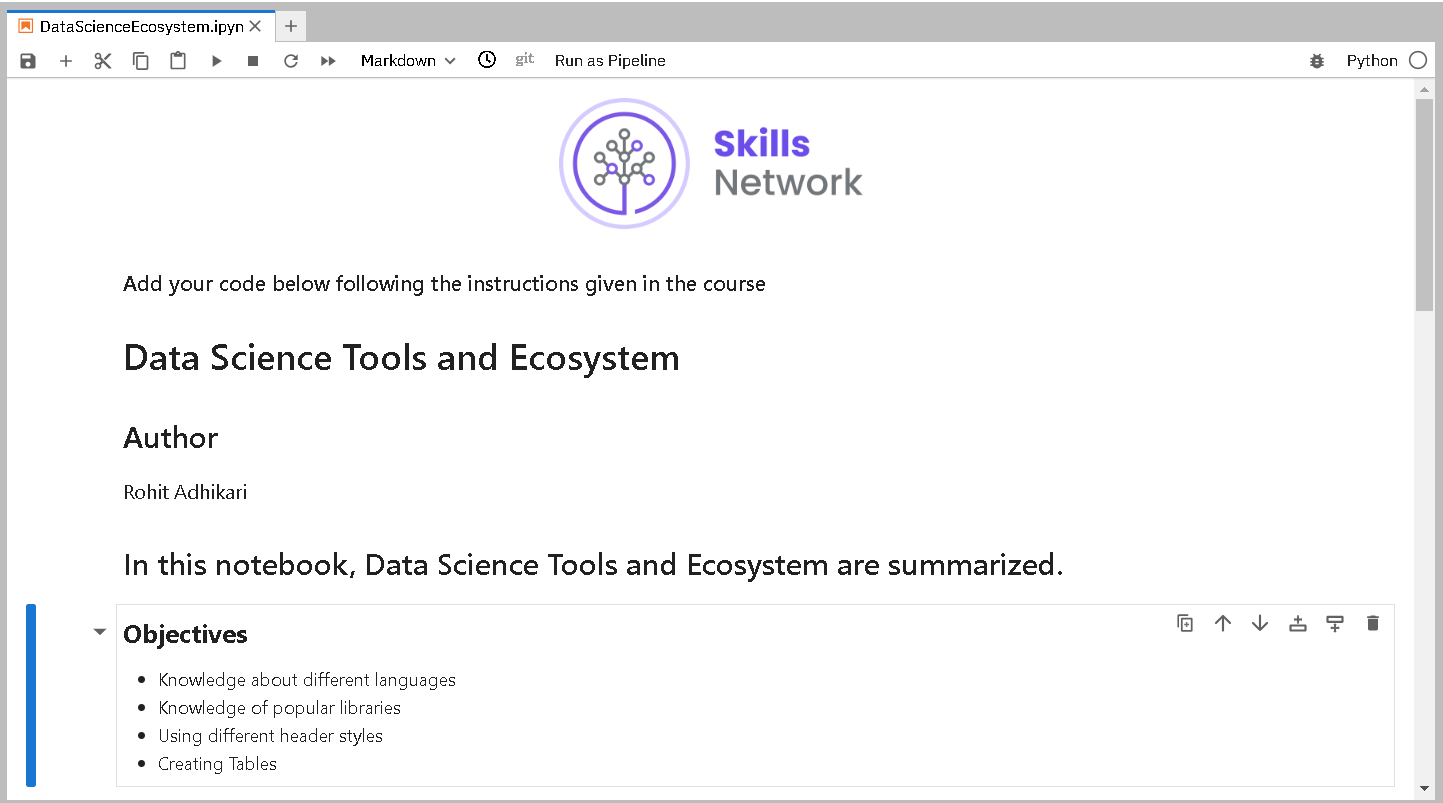 DataScienceEcosystem.ipyn
Markdown
git
Run as Pipeline
Python
Skills
Network
Add your code below following the instructions given in the course
Data Science Tools and Ecosystem
Author
Rohit Adhikari
In this notebook, Data Science Tools and Ecosystem are summarized.
Objectives
Knowledge about different languages
Knowledge of popular libraries
Using different header styles
Creating Tables